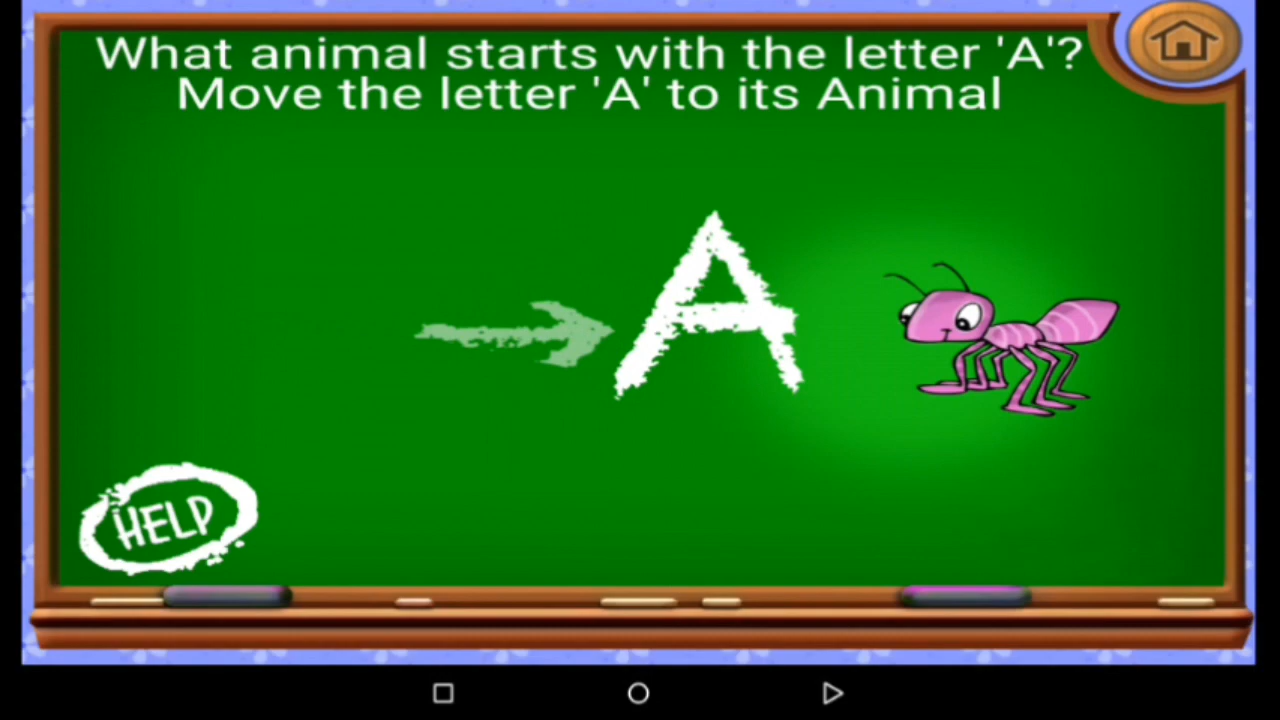 What animal starts with the letter 'A'?
Move the letter 'A' to its Animal
A
HELP